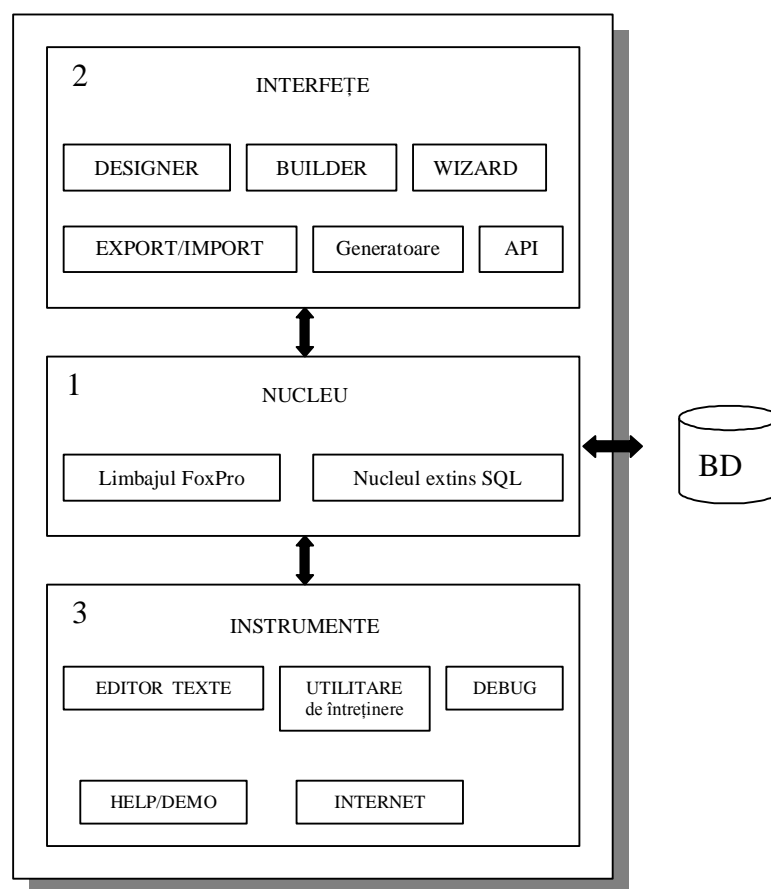 2
INTERFEȚE
DESIGNER
BUILDER
WIZARD
EXPORT/IMPORT
Generatoare
API
1
NUCLEU
Limbajul FoxPro
Nucleul extins SQL
BD
3
INSTRUMENTE
EDITOR TEXTE
UTILITARE
de întreținere
DEBUG
HELP/DEMO
INTERNET